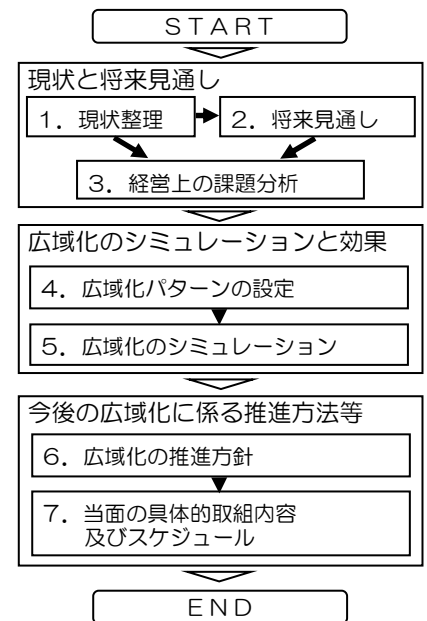 ＳＴＡＲＴ
現状と将来見通し
１．現状整理
２．将来見通し
３．経営上の課題分析
広域化のシミュレーションと効果
４．広域化パターンの設定
５．広域化のシミュレーション
今後の広域化に係る推進方法等
６．広域化の推進方針
７．当面の具体的取組内容
及びスケジュール
ＥＮＤ